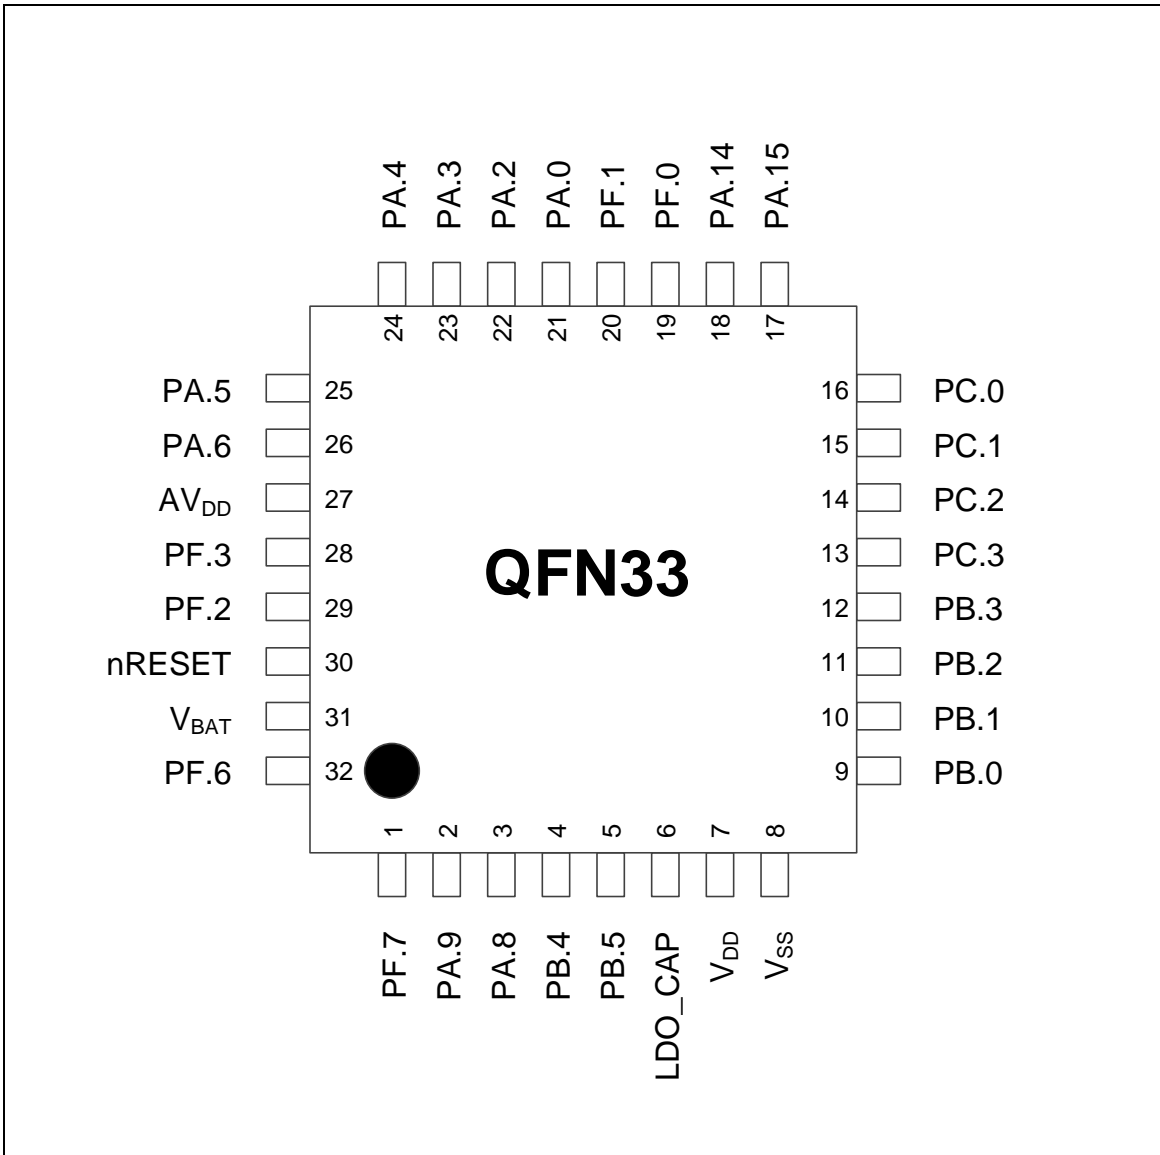 PA.4 PA.3 PA.2 PA.0 PF.1 PF.0 PA.14 PA.15
24 23 22 21 20 19 18 17
PA.5 25 16 PC.0
PA.6 26 15 PC.1
AVDD 27 14 PC.2
PF.3 28 13 PC.3
QFN33
PF.2 29 12 PB.3
nRESET 30 11 PB.2
VBAT 31 10 PB.1
PF.6 32 9 PB.0
1 2 3 4 5 6 7 8
PF.7 PA.9 PA.8 PB.4 PB.5 LDO_CAP VDD VSS